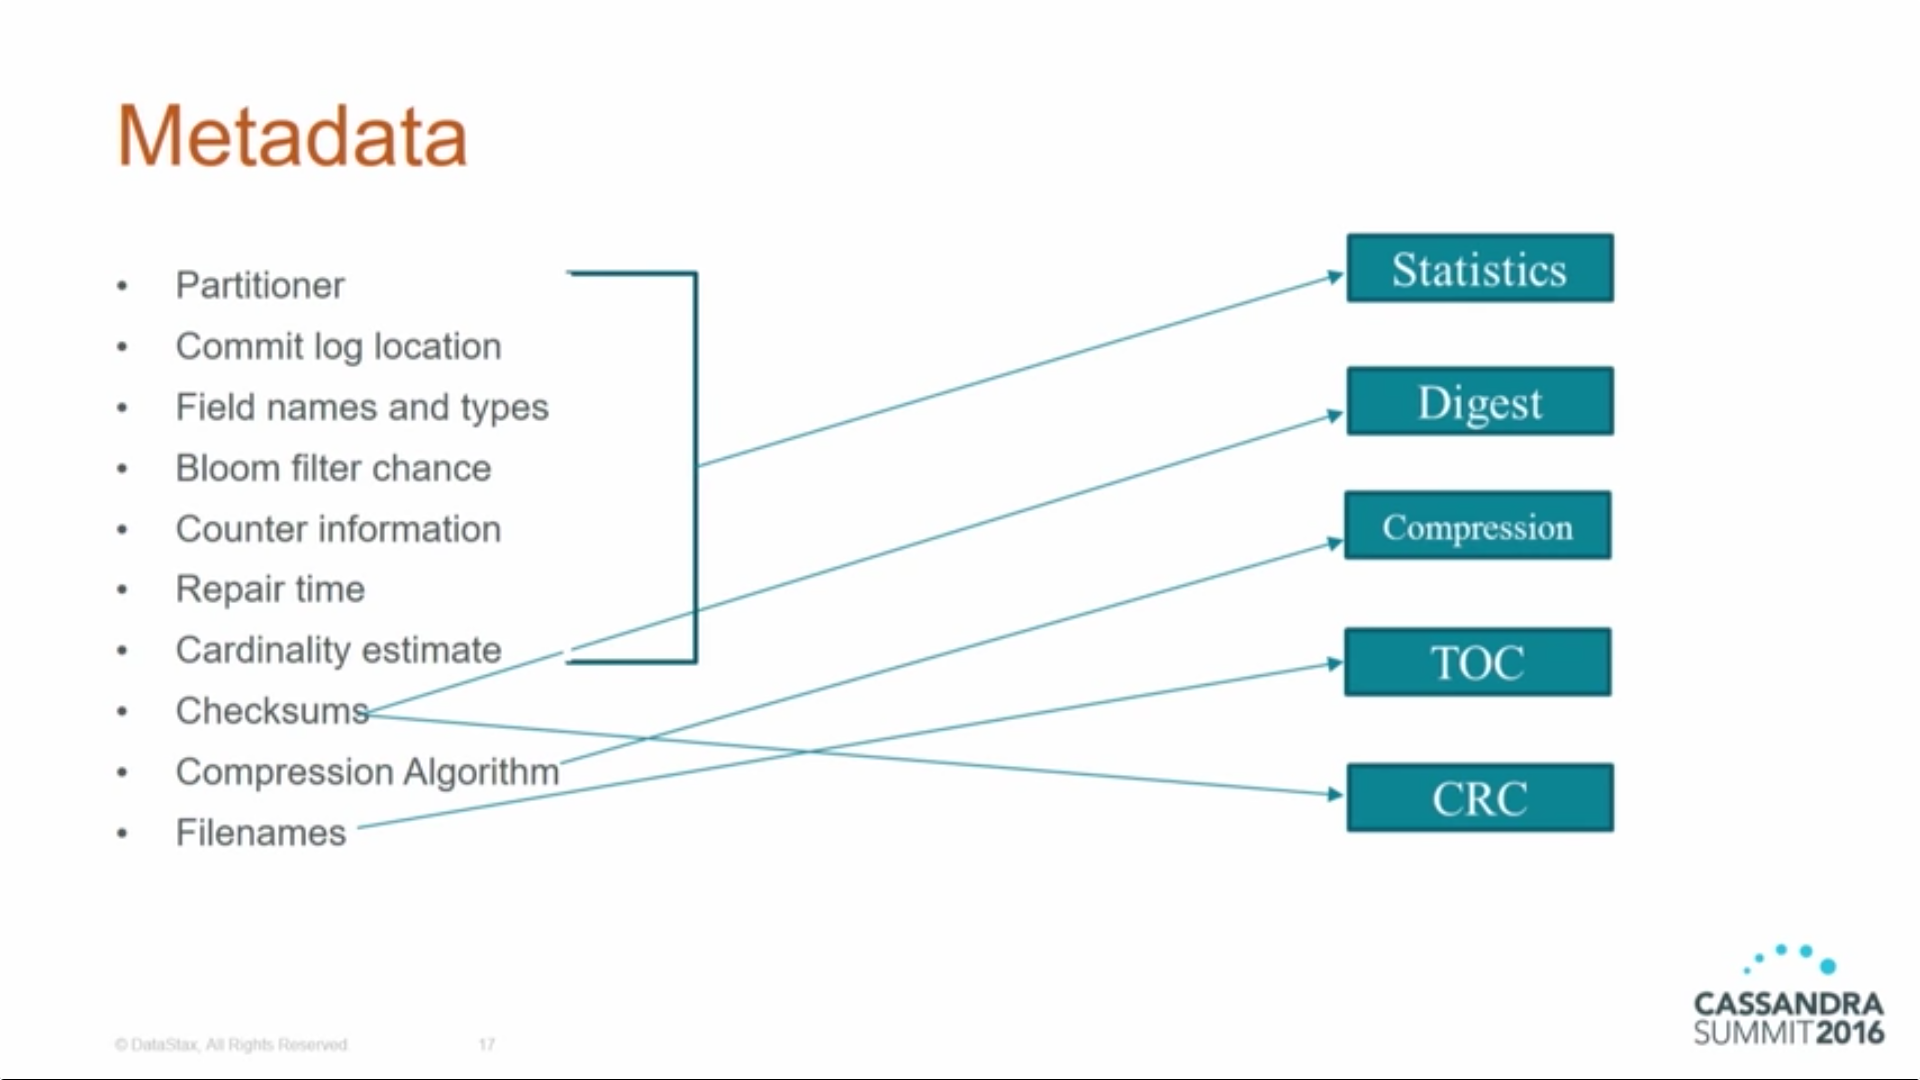 Metadata
• Partitioner
• Commit log location
• Field names and types
• Bloom filter chance
• Counter information
• Repair time
• Cardinality estimate
• Checksums
• Compression Algorithm
• Filenames
Statistics
Digest
Compression
TOC
CRC
© DataStax, All Rights Reserved 17
CASSANDRA
SUMMIT2016